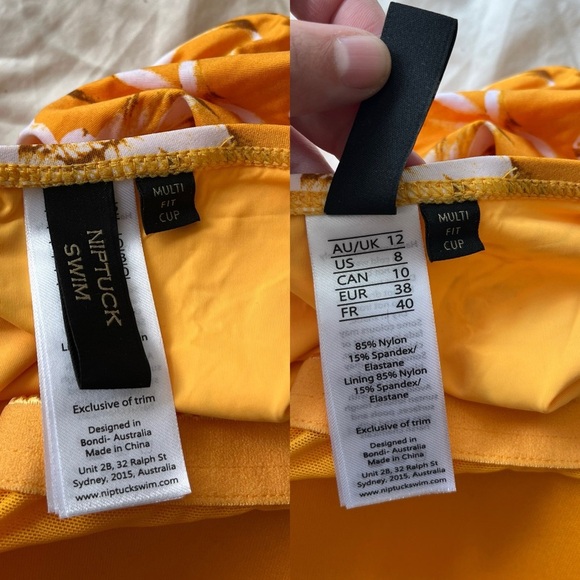 NIPTUCK
SWIM
MULTI
FIT
CUP
Exclusive of trim
Designed in
Bondi- Australia
Made in China
Unit 2B, 32 Ralph St
Sydney, 2015, Australia
www.niptuckswim.com
MULTI
FIT
CUP
AU/UK 12
US 8
CAN 10
EUR 38
FR 40
85% Nylon
15% Spandex/
Elastane
Lining 85% Nylon
15% Spandex/
Elastane
Exclusive of trim
Designed in
Bondi- Australia
Made in China
Unit 2B, 32 Ralph St
Sydney, 2015, Australia
www.niptuckswim.com